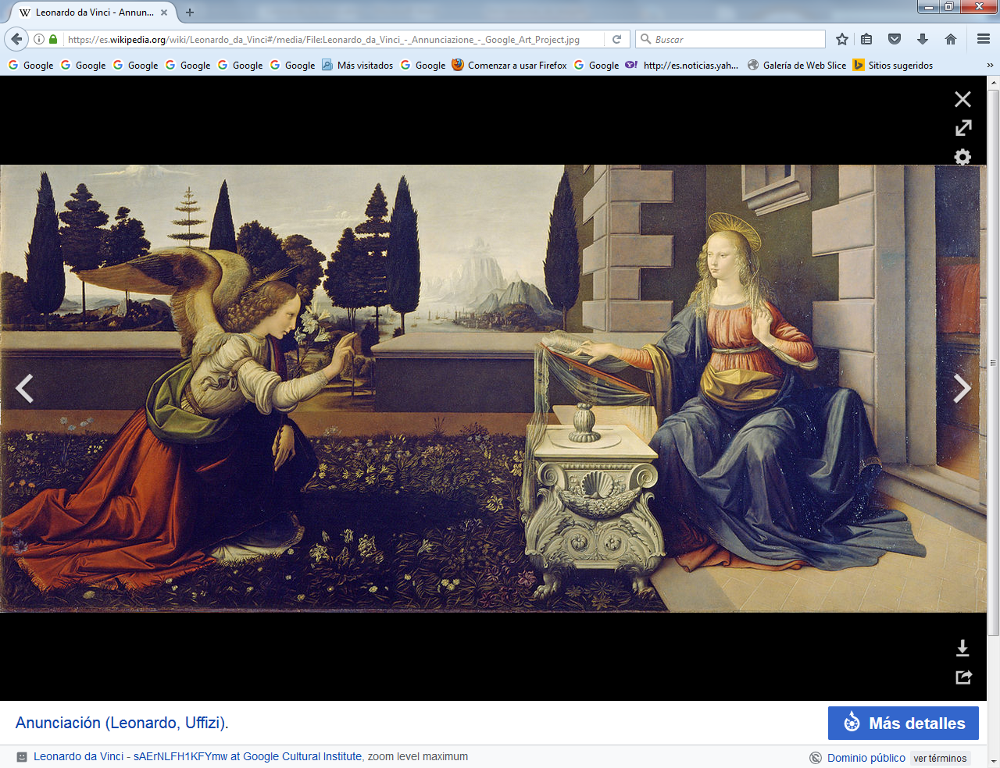 Leonardo da Vinci - Annun...
https://es.wikipedia.org/wiki/Leonardo_da_Vinci#/media/File:Leonardo_da_Vinci_-_Annunciazione_-_Google_Art_Project.jpg
Buscar
Google Google Google Google Google Google Más visitados Google Comenzar a usar Firefox Google http://es.noticias.yah... Galería de Web Slice Sitios sugeridos
Anunciación (Leonardo, Uffizi).
Más detalles
Leonardo da Vinci - sAErNLFH1KFYmw at Google Cultural Institute, zoom level maximum
Dominio público ver términos